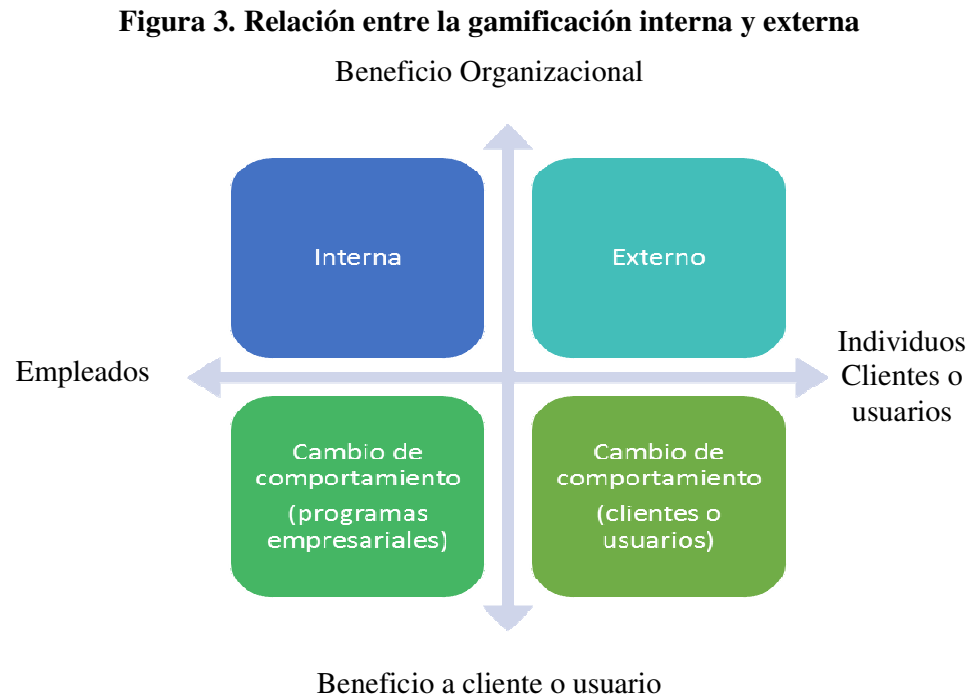 Figura 3. Relación entre la gamificación interna y externa
Beneficio Organizacional
Interna
Externo
Empleados
Individuos
Clientes o
usuarios
Cambio de
comportamiento
(programas
empresariales)
Cambio de
comportamiento
(clientes o
usuarios)
Beneficio a cliente o usuario